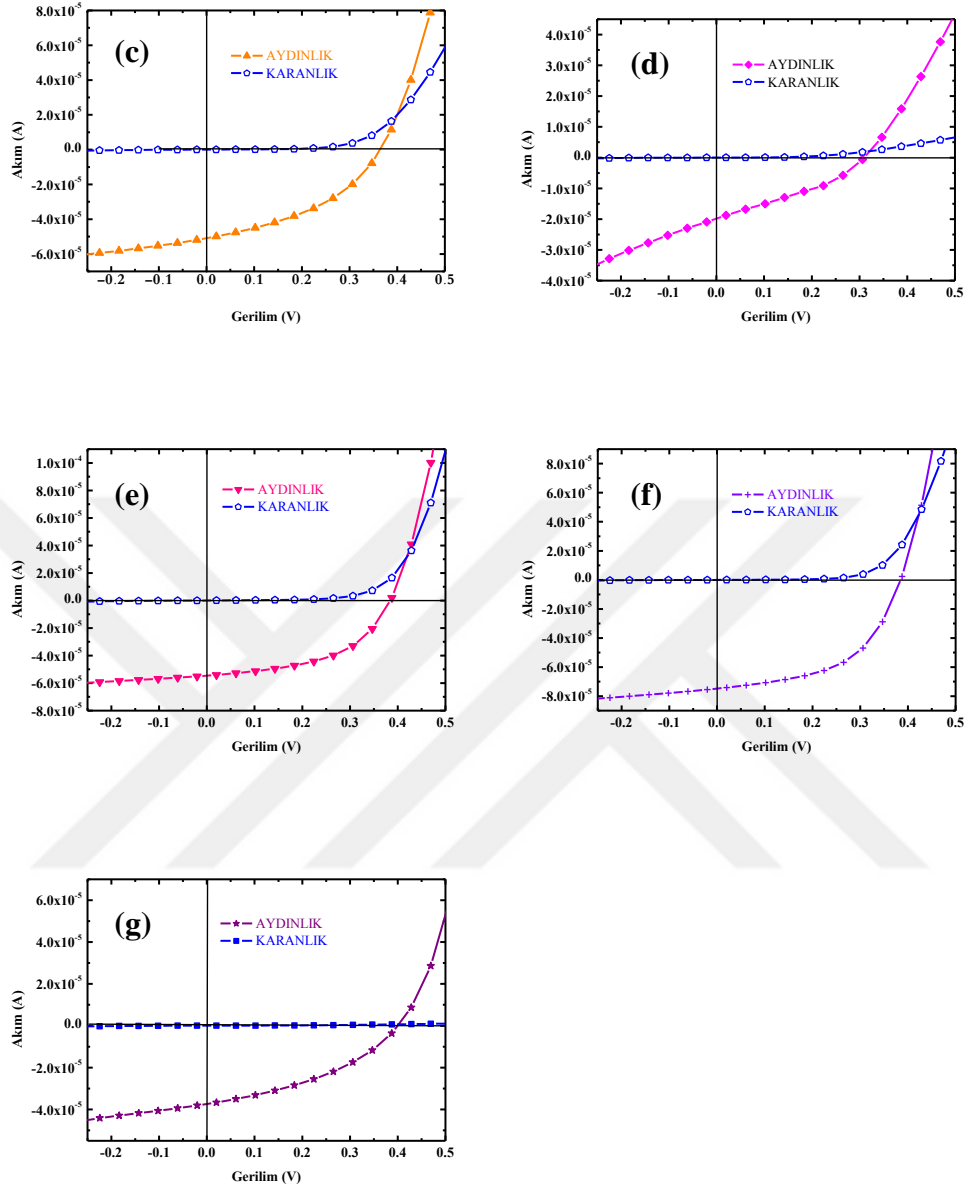 (c)
AYDINLIK
KARANLIK
8.0x10⁻⁵
6.0x10⁻⁵
4.0x10⁻⁵
2.0x10⁻⁵
0.0
-2.0x10⁻⁵
-4.0x10⁻⁵
-6.0x10⁻⁵
Akım (A)
-0.2 -0.1 0.0 0.1 0.2 0.3 0.4 0.5
Gerilim (V)
(d)
AYDINLIK
KARANLIK
4.0x10⁻⁵
3.0x10⁻⁵
2.0x10⁻⁵
1.0x10⁻⁵
0.0
-1.0x10⁻⁵
-2.0x10⁻⁵
-3.0x10⁻⁵
-4.0x10⁻⁵
Akım (A)
-0.2 -0.1 0.0 0.1 0.2 0.3 0.4 0.5
Gerilim (V)
(e)
AYDINLIK
KARANLIK
1.0x10⁻⁴
8.0x10⁻⁵
6.0x10⁻⁵
4.0x10⁻⁵
2.0x10⁻⁵
0.0
-2.0x10⁻⁵
-4.0x10⁻⁵
-6.0x10⁻⁵
-8.0x10⁻⁵
Akım (A)
-0.2 -0.1 0.0 0.1 0.2 0.3 0.4 0.5
Gerilim (V)
(f)
AYDINLIK
KARANLIK
8.0x10⁻⁵
6.0x10⁻⁵
4.0x10⁻⁵
2.0x10⁻⁵
0.0
-2.0x10⁻⁵
-4.0x10⁻⁵
-6.0x10⁻⁵
-8.0x10⁻⁵
Akım (A)
-0.2 -0.1 0.0 0.1 0.2 0.3 0.4 0.5
Gerilim (V)
(g)
AYDINLIK
KARANLIK
6.0x10⁻⁵
4.0x10⁻⁵
2.0x10⁻⁵
0.0
-2.0x10⁻⁵
-4.0x10⁻⁵
Akım (A)
-0.2 -0.1 0.0 0.1 0.2 0.3 0.4 0.5
Gerilim (V)